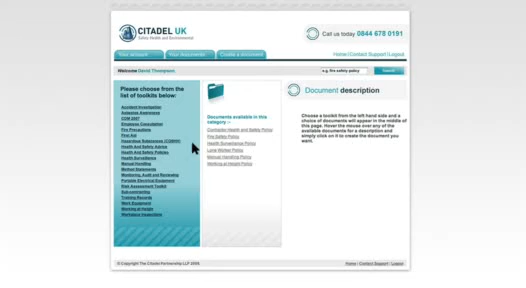 CITADEL UK
Safety Health and Environmental
Call us today 0844 678 0191
Your account
Your documents
Create a document
Home | Contact Support | Logout
Welcome David Thompson.
e.g. fire safety policy
Search
Please choose from the
list of toolkits below:
Accident Investigation
Asbestos Awareness
CDM 2007
Employee Consultation
Fire Precautions
First Aid
Hazardous Substances (COSHH)
Health And Safety Advice
Health And Safety Policies
Health Surveillance
Manual Handling
Method Statements
Monitoring, Audit and Reviewing
Portable Electrical Equipment
Risk Assessment Toolkit
Sub-contracting
Training Records
Work Equipment
Working at Height
Workplace Inspections
Documents available in this
category :-
Contractor Health and Safety Policy
Fire Safety Policy
Health Surveillance Policy
Lone Worker Policy
Manual Handling Policy
Working at Height Policy
Document description
Choose a toolkit from the left hand side and a
choice of documents will appear in the middle of
this page. Hover the mouse over any of the
available documents for a description and
simply click on it to create the document you
want.
© Copyright The Citadel Partnership LLP 2009.
Home | Contact Support | Logout